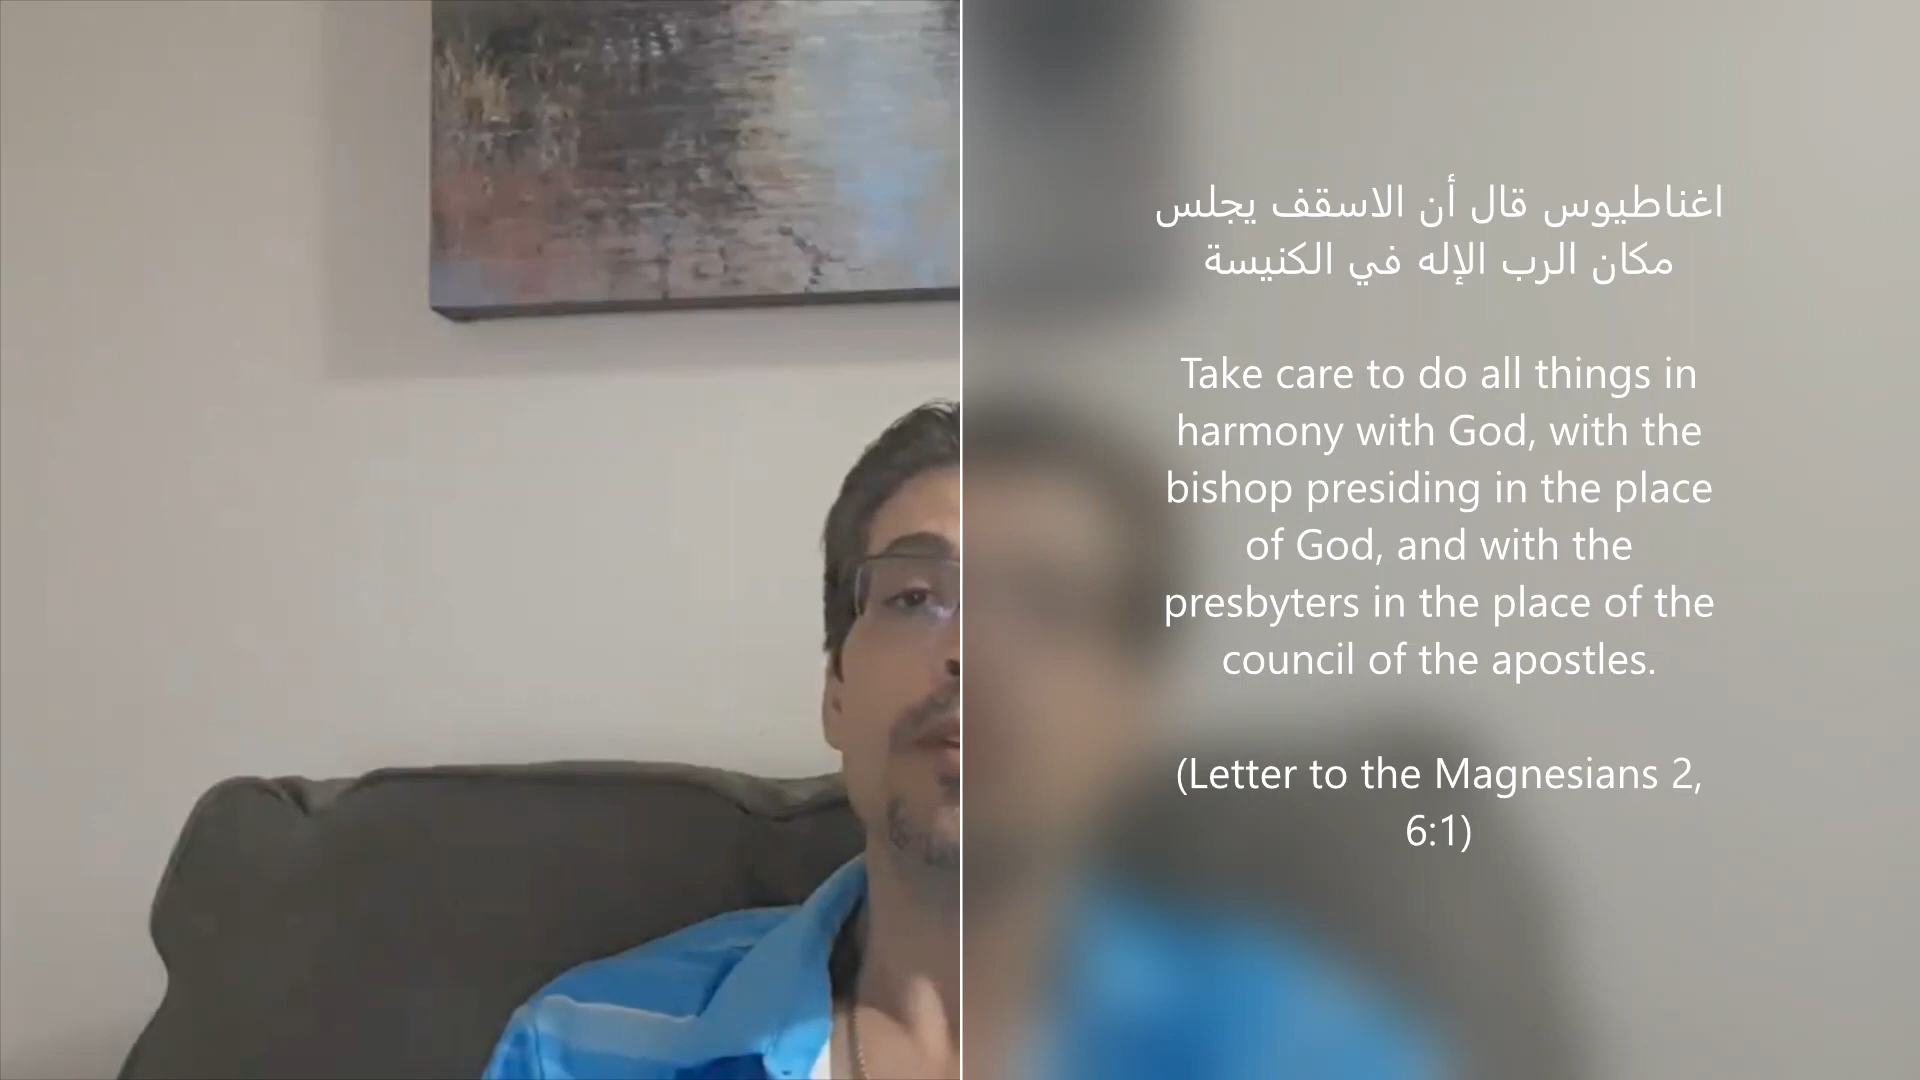 اغناطيوس قال أن الاسقف يجلس
مكان الرب الإله في الكنيسة
Take care to do all things in
harmony with God, with the
bishop presiding in the place
of God, and with the
presbyters in the place of the
council of the apostles.
(Letter to the Magnesians 2,
6:1)